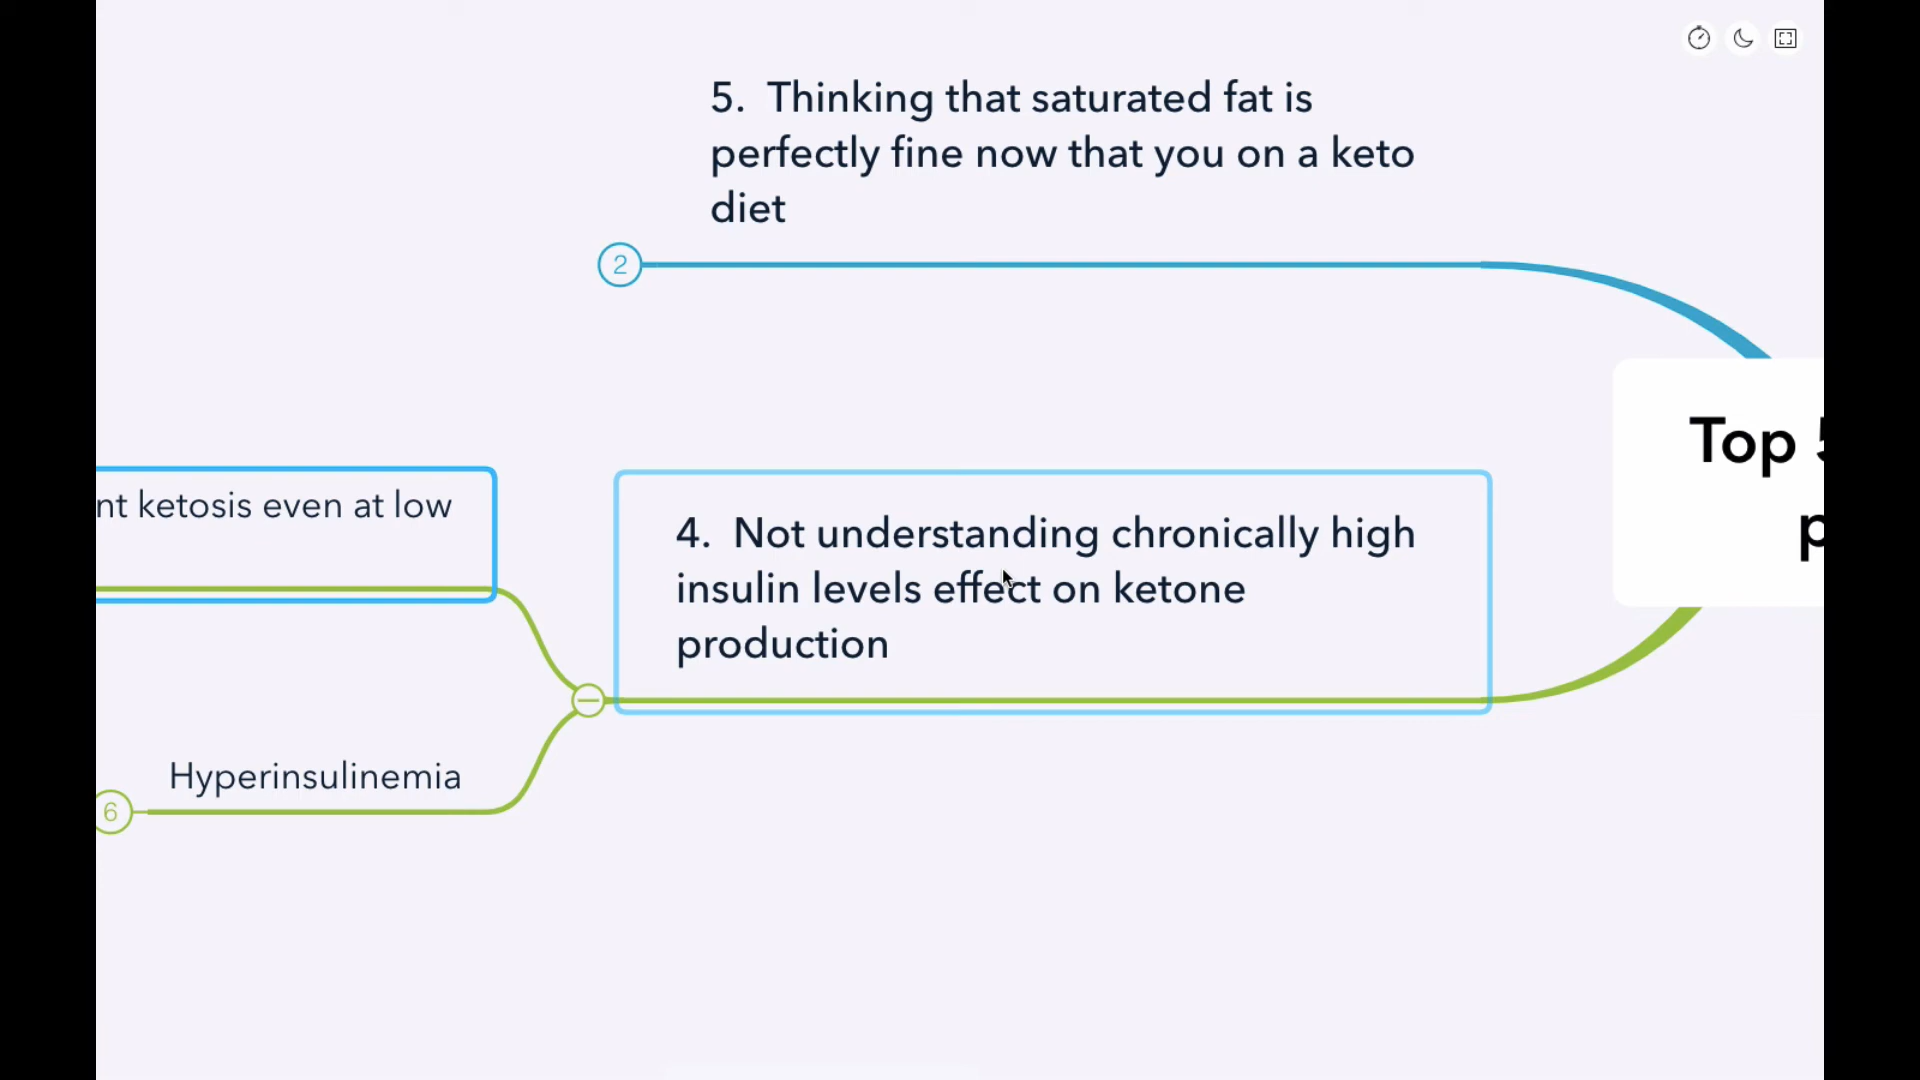 5. Thinking that saturated fat is
perfectly fine now that you on a keto
diet
2
Top
nt ketosis even at low
4. Not understanding chronically high
insulin levels effect on ketone
production
Hyperinsulinemia
6